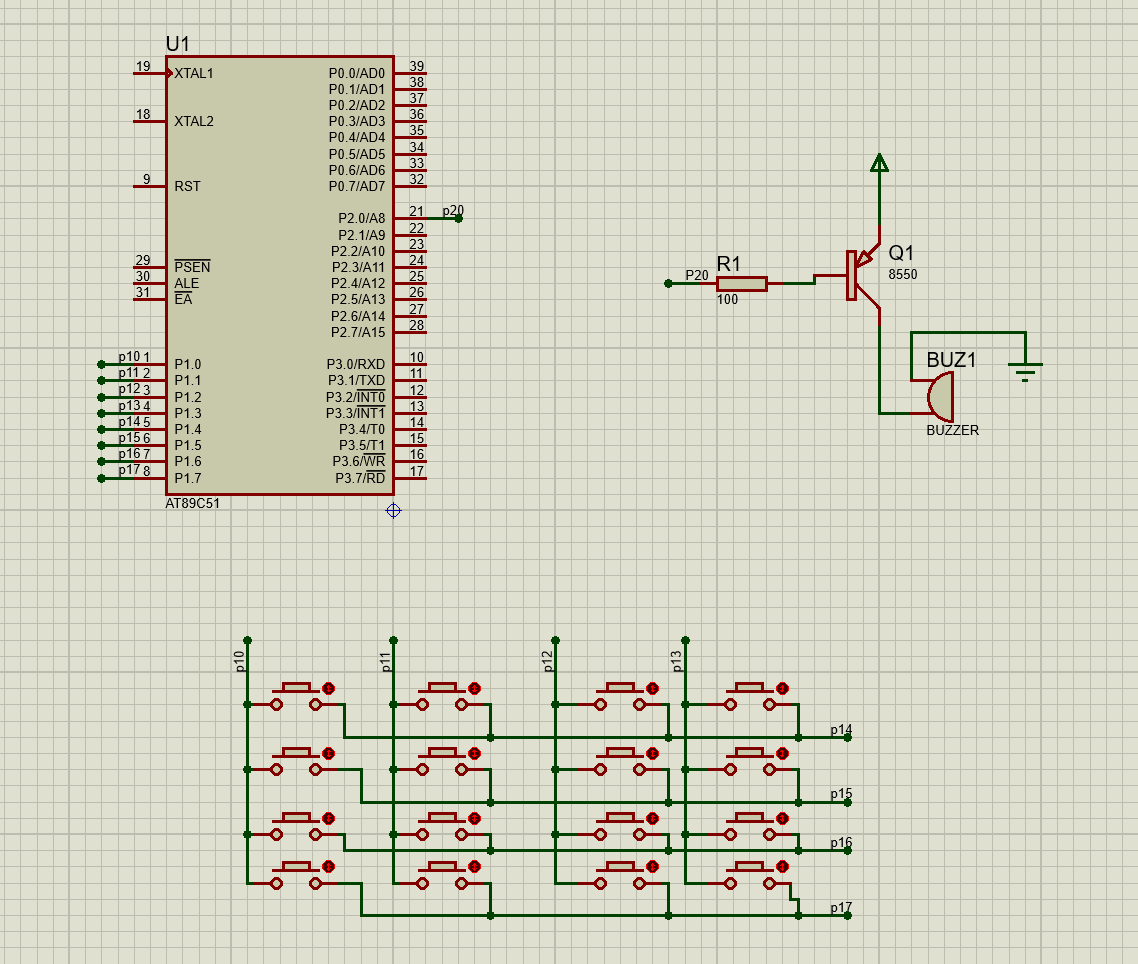 U1
19
XTAL1
18
XTAL2
9
RST
29
PSEN
30
ALE
31
EA
p10 1
P1.0
p11 2
P1.1
p12 3
P1.2
p13 4
P1.3
p14 5
P1.4
p15 6
P1.5
p16 7
P1.6
p17 8
P1.7
P0.0/AD0
39
P0.1/AD1
38
P0.2/AD2
37
P0.3/AD3
36
P0.4/AD4
35
P0.5/AD5
34
P0.6/AD6
33
P0.7/AD7
32
P2.0/A8
21
p20
P2.1/A9
22
P2.2/A10
23
P2.3/A11
24
P2.4/A12
25
P2.5/A13
26
P2.6/A14
27
P2.7/A15
28
P3.0/RXD
10
P3.1/TXD
11
P3.2/INT0
12
P3.3/INT1
13
P3.4/T0
14
P3.5/T1
15
P3.6/WR
16
P3.7/RD
17
AT89C51
P20
R1
100
Q1
8550
BUZ1
BUZZER
p10
p11
p12
p13
p14
p15
p16
p17